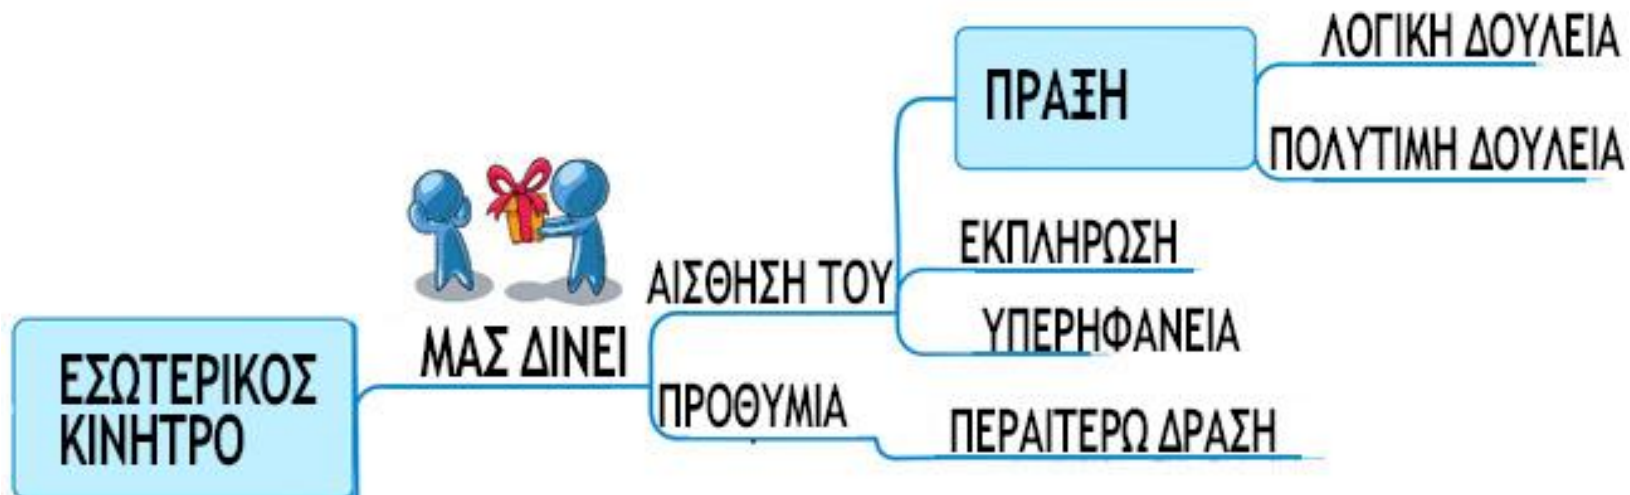 ΛΟΓΙΚΗ ΔΟΥΛΕΙΑ
ΠΡΑΞΗ
ΠΟΛΥΤΙΜΗ ΔΟΥΛΕΙΑ
ΕΚΠΛΗΡΩΣΗ
ΑΙΣΘΗΣΗ ΤΟΥ
ΥΠΕΡΗΦΑΝΕΙΑ
ΜΑΣ ΔΙΝΕΙ
ΕΣΩΤΕΡΙΚΟΣ
ΚΙΝΗΤΡΟ
ΠΡΟΘΥΜΙΑ
ΠΕΡΑΙΤΕΡΩ ΔΡΑΣΗ